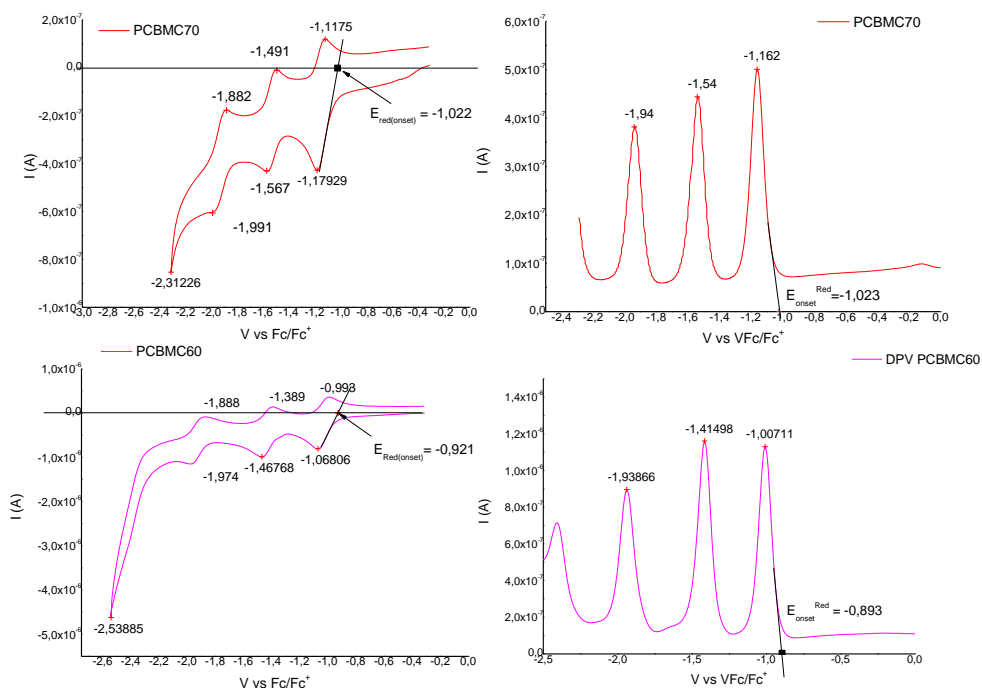 PCBMC70
2,0x10⁻⁷
0,0
-2,0x10⁻⁷
-4,0x10⁻⁷
-6,0x10⁻⁷
-8,0x10⁻⁷
-1,0x10⁻⁶
I (A)
-1,1175
-1,491
-1,882
E red(onset) = -1,022
-1,17929
-1,567
-1,991
-2,31226
-3,0 -2,8 -2,6 -2,4 -2,2 -2,0 -1,8 -1,6 -1,4 -1,2 -1,0 -0,8 -0,6 -0,4 -0,2 0,0
V vs Fc/Fc⁺
PCBMC70
6,0x10⁻⁷
5,0x10⁻⁷
4,0x10⁻⁷
3,0x10⁻⁷
2,0x10⁻⁷
1,0x10⁻⁷
0,0
I (A)
-1,162
-1,54
-1,94
E onset Red =-1,023
-2,4 -2,2 -2,0 -1,8 -1,6 -1,4 -1,2 -1,0 -0,8 -0,6 -0,4 -0,2 0,0
V vs VFc/Fc⁺
PCBMC60
1,0x10⁻⁶
0,0
-1,0x10⁻⁶
-2,0x10⁻⁶
-3,0x10⁻⁶
-4,0x10⁻⁶
-5,0x10⁻⁶
I (A)
-0,993
-1,389
-1,888
E Red(onset) = -0,921
-1,06806
-1,46768
-1,974
-2,53885
-2,6 -2,4 -2,2 -2,0 -1,8 -1,6 -1,4 -1,2 -1,0 -0,8 -0,6 -0,4 -0,2 0,0
V vs Fc/Fc⁺
DPV PCBMC60
1,4x10⁻⁶
1,2x10⁻⁶
1,0x10⁻⁶
8,0x10⁻⁷
6,0x10⁻⁷
4,0x10⁻⁷
2,0x10⁻⁷
0,0
I (A)
-1,41498
-1,00711
-1,93866
E onset Red = -0,893
-2,5 -2,0 -1,5 -1,0 -0,5 0,0
V vs VFc/Fc⁺